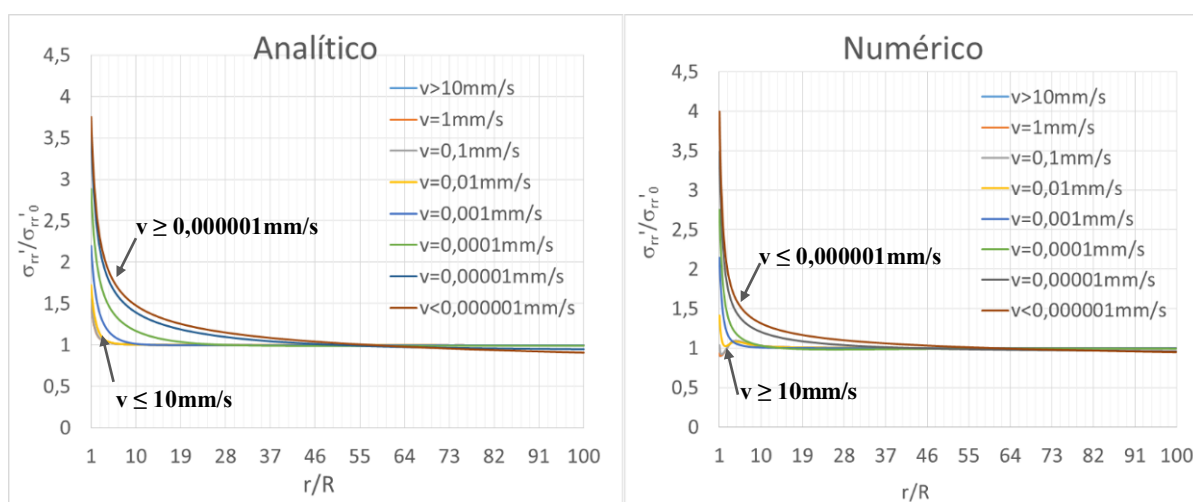 Analítico
4,5
4
3,5
3
2,5
2
1,5
1
0,5
0
σrr'/σrr'0
v>10mm/s
v=1mm/s
v=0,1mm/s
v=0,01mm/s
v=0,001mm/s
v=0,0001mm/s
v=0,00001mm/s
v<0,000001mm/s
v ≥ 0,000001mm/s
v ≤ 10mm/s
1 10 19 28 37 46 55 64 73 82 91 100
r/R
Numérico
4,5
4
3,5
3
2,5
2
1,5
1
0,5
0
σrr'/σrr'0
v>10mm/s
v=1mm/s
v=0,1mm/s
v=0,01mm/s
v=0,001mm/s
v=0,0001mm/s
v=0,00001mm/s
v<0,000001mm/s
v ≤ 0,000001mm/s
v ≥ 10mm/s
1 10 19 28 37 46 55 64 73 82 91 100
r/R